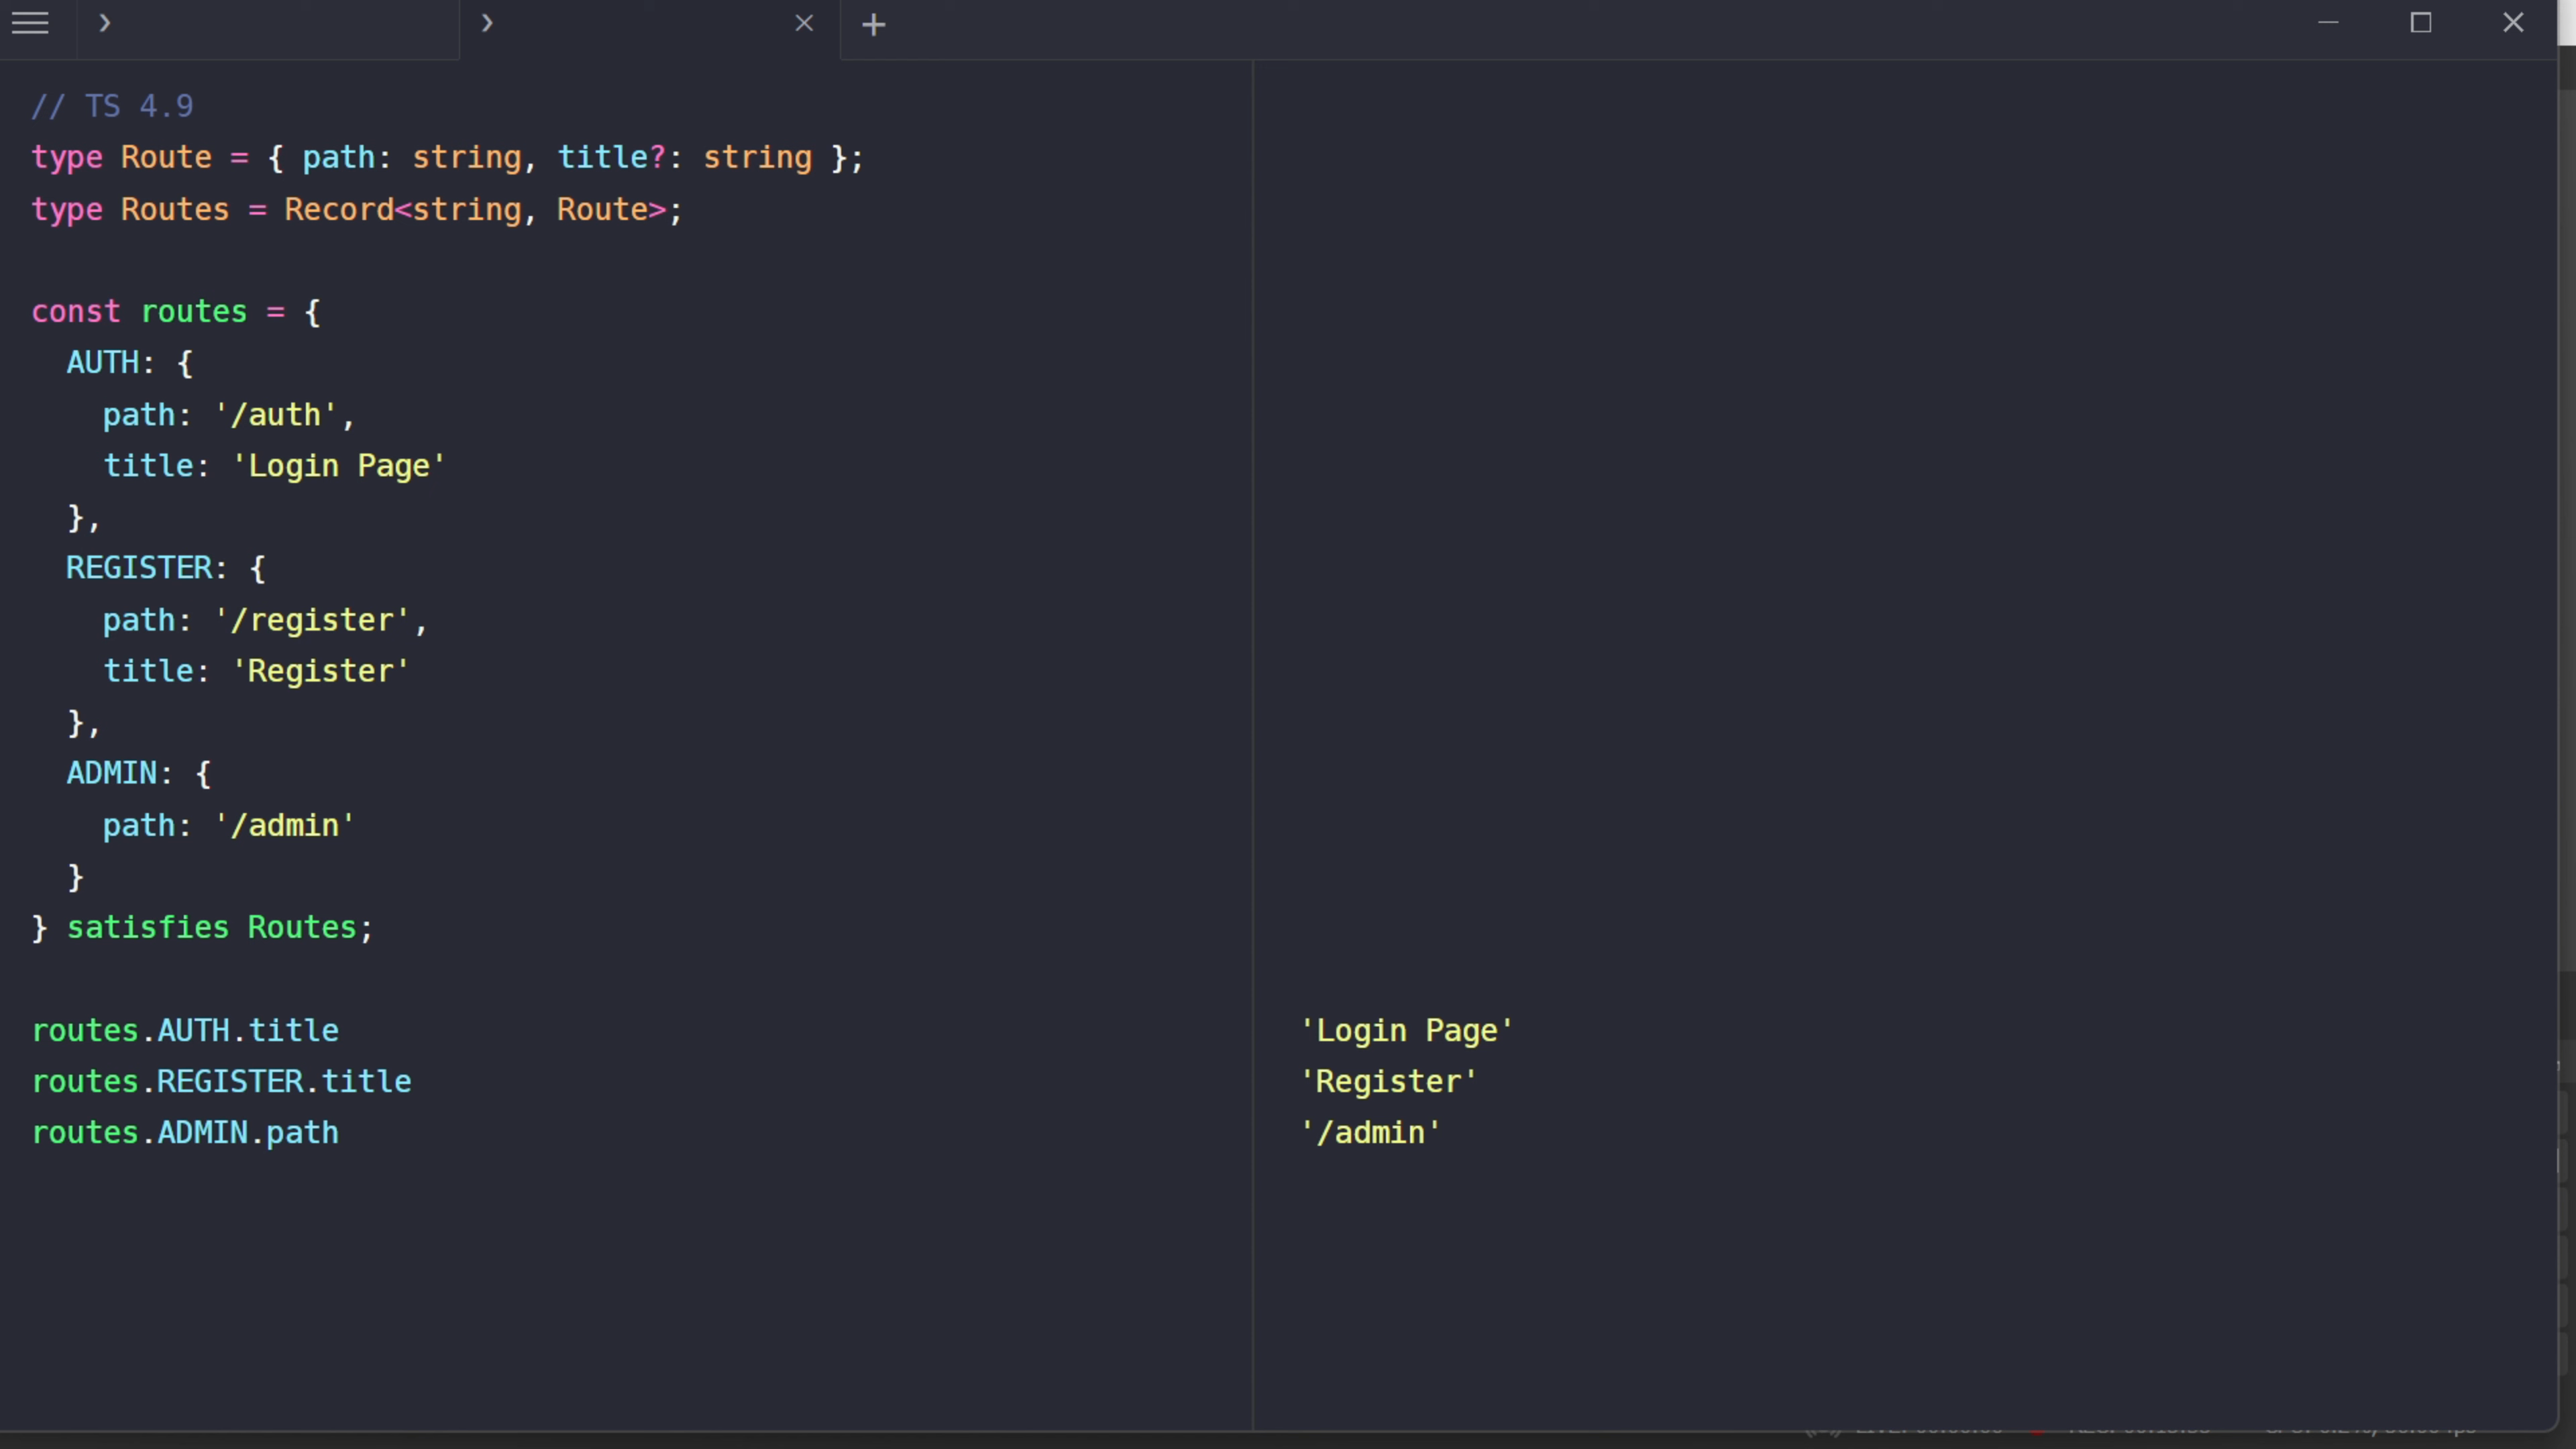 // TS 4.9
type Route = { path: string, title?: string };
type Routes = Record<string, Route>;
const routes = {
AUTH: {
path: '/auth',
title: 'Login Page'
},
REGISTER: {
path: '/register',
title: 'Register'
},
ADMIN: {
path: '/admin'
}
} satisfies Routes;
routes.AUTH.title 'Login Page'
routes.REGISTER.title 'Register'
routes.ADMIN.path '/admin'